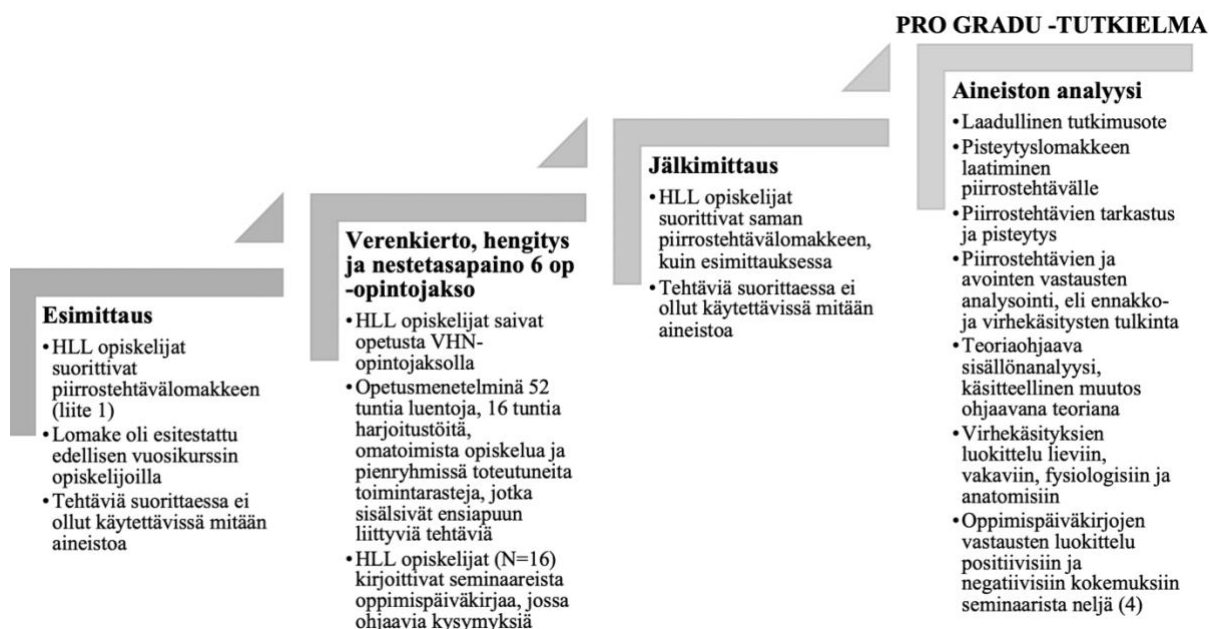 PRO GRADU -TUTKIELMA
Esimittaus
•HLL opiskelijat
suorittivat
piirrostehtävälomakkeen
(liite 1)
•Lomake oli esitestattu
edellisen vuosikurssin
opiskelijoilla
•Tehtäviä suorittaessa ei
ollut käytettävissä mitään
aineistoa
Verenkierto, hengitys
ja nestetasapaino 6 op
-opintojakso
•HLL opiskelijat saivat
opetusta VHN-
opintojaksolla
•Opetusmenetelminä 52
tuntia luentoja, 16 tuntia
harjoitustöitä,
omatoimista opiskelua ja
pienryhmissä toteutuneita
toimintarasteja, jotka
sisälsivät ensiapuun
liittyviä tehtäviä
•HLL opiskelijat (N=16)
kirjoittivat seminaareista
oppimispäiväkirjaa, jossa
ohjaavia kysymyksiä
Jälkimittaus
•HLL opiskelijat
suorittivat saman
piirrostehtävälomakkeen,
kuin esimittauksessa
•Tehtäviä suorittaessa ei
ollut käytettävissä mitään
aineistoa
Aineiston analyysi
•Laadullinen tutkimusote
•Pisteytyslomakkeen
laatiminen
piirrostehtävälle
•Piirrostehtävien tarkastus
ja pisteytys
•Piirrostehtävien ja
avointen vastausten
analysointi, eli ennakko-
ja virhekäsitysten tulkinta
•Teoriaohjaava
sisällönanalyysi,
käsitteellinen muutos
ohjaavana teoriana
•Virhekäsityksien
luokittelu lieviin,
vakaviin, fysiologisiin ja
anatomisiin
•Oppimispäiväkirjojen
vastausten luokittelu
positiivisiin ja
negatiivisiin kokemuksiin
seminaarista neljä (4)